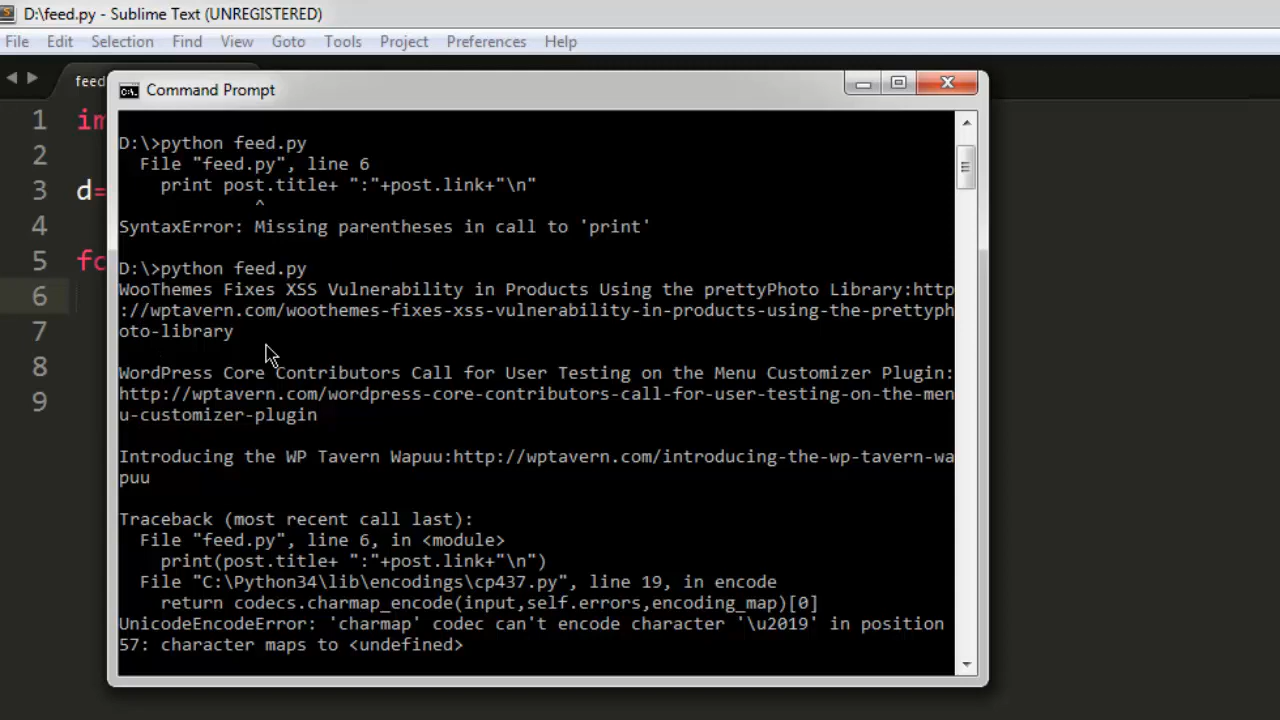 D:\feed.py - Sublime Text (UNREGISTERED)
File Edit Selection Find View Goto Tools Project Preferences Help
feed
Command Prompt
1 im
2
3 d=
4
5 fo
6
7
8
9
D:\>python feed.py
File "feed.py", line 6
print post.title+ ":"+post.link+"\n"
^
SyntaxError: Missing parentheses in call to 'print'
D:\>python feed.py
WooThemes Fixes XSS Vulnerability in Products Using the prettyPhoto Library:http
://wptavern.com/woothemes-fixes-xss-vulnerability-in-products-using-the-prettyph
oto-library
WordPress Core Contributors Call for User Testing on the Menu Customizer Plugin:
http://wptavern.com/wordpress-core-contributors-call-for-user-testing-on-the-men
u-customizer-plugin
Introducing the WP Tavern Wapuu:http://wptavern.com/introducing-the-wp-tavern-wa
puu
Traceback (most recent call last):
File "feed.py", line 6, in <module>
print(post.title+ ":"+post.link+"\n")
File "C:\Python34\lib\encodings\cp437.py", line 19, in encode
return codecs.charmap_encode(input,self.errors,encoding_map)[0]
UnicodeEncodeError: 'charmap' codec can't encode character '\u2019' in position
57: character maps to <undefined>